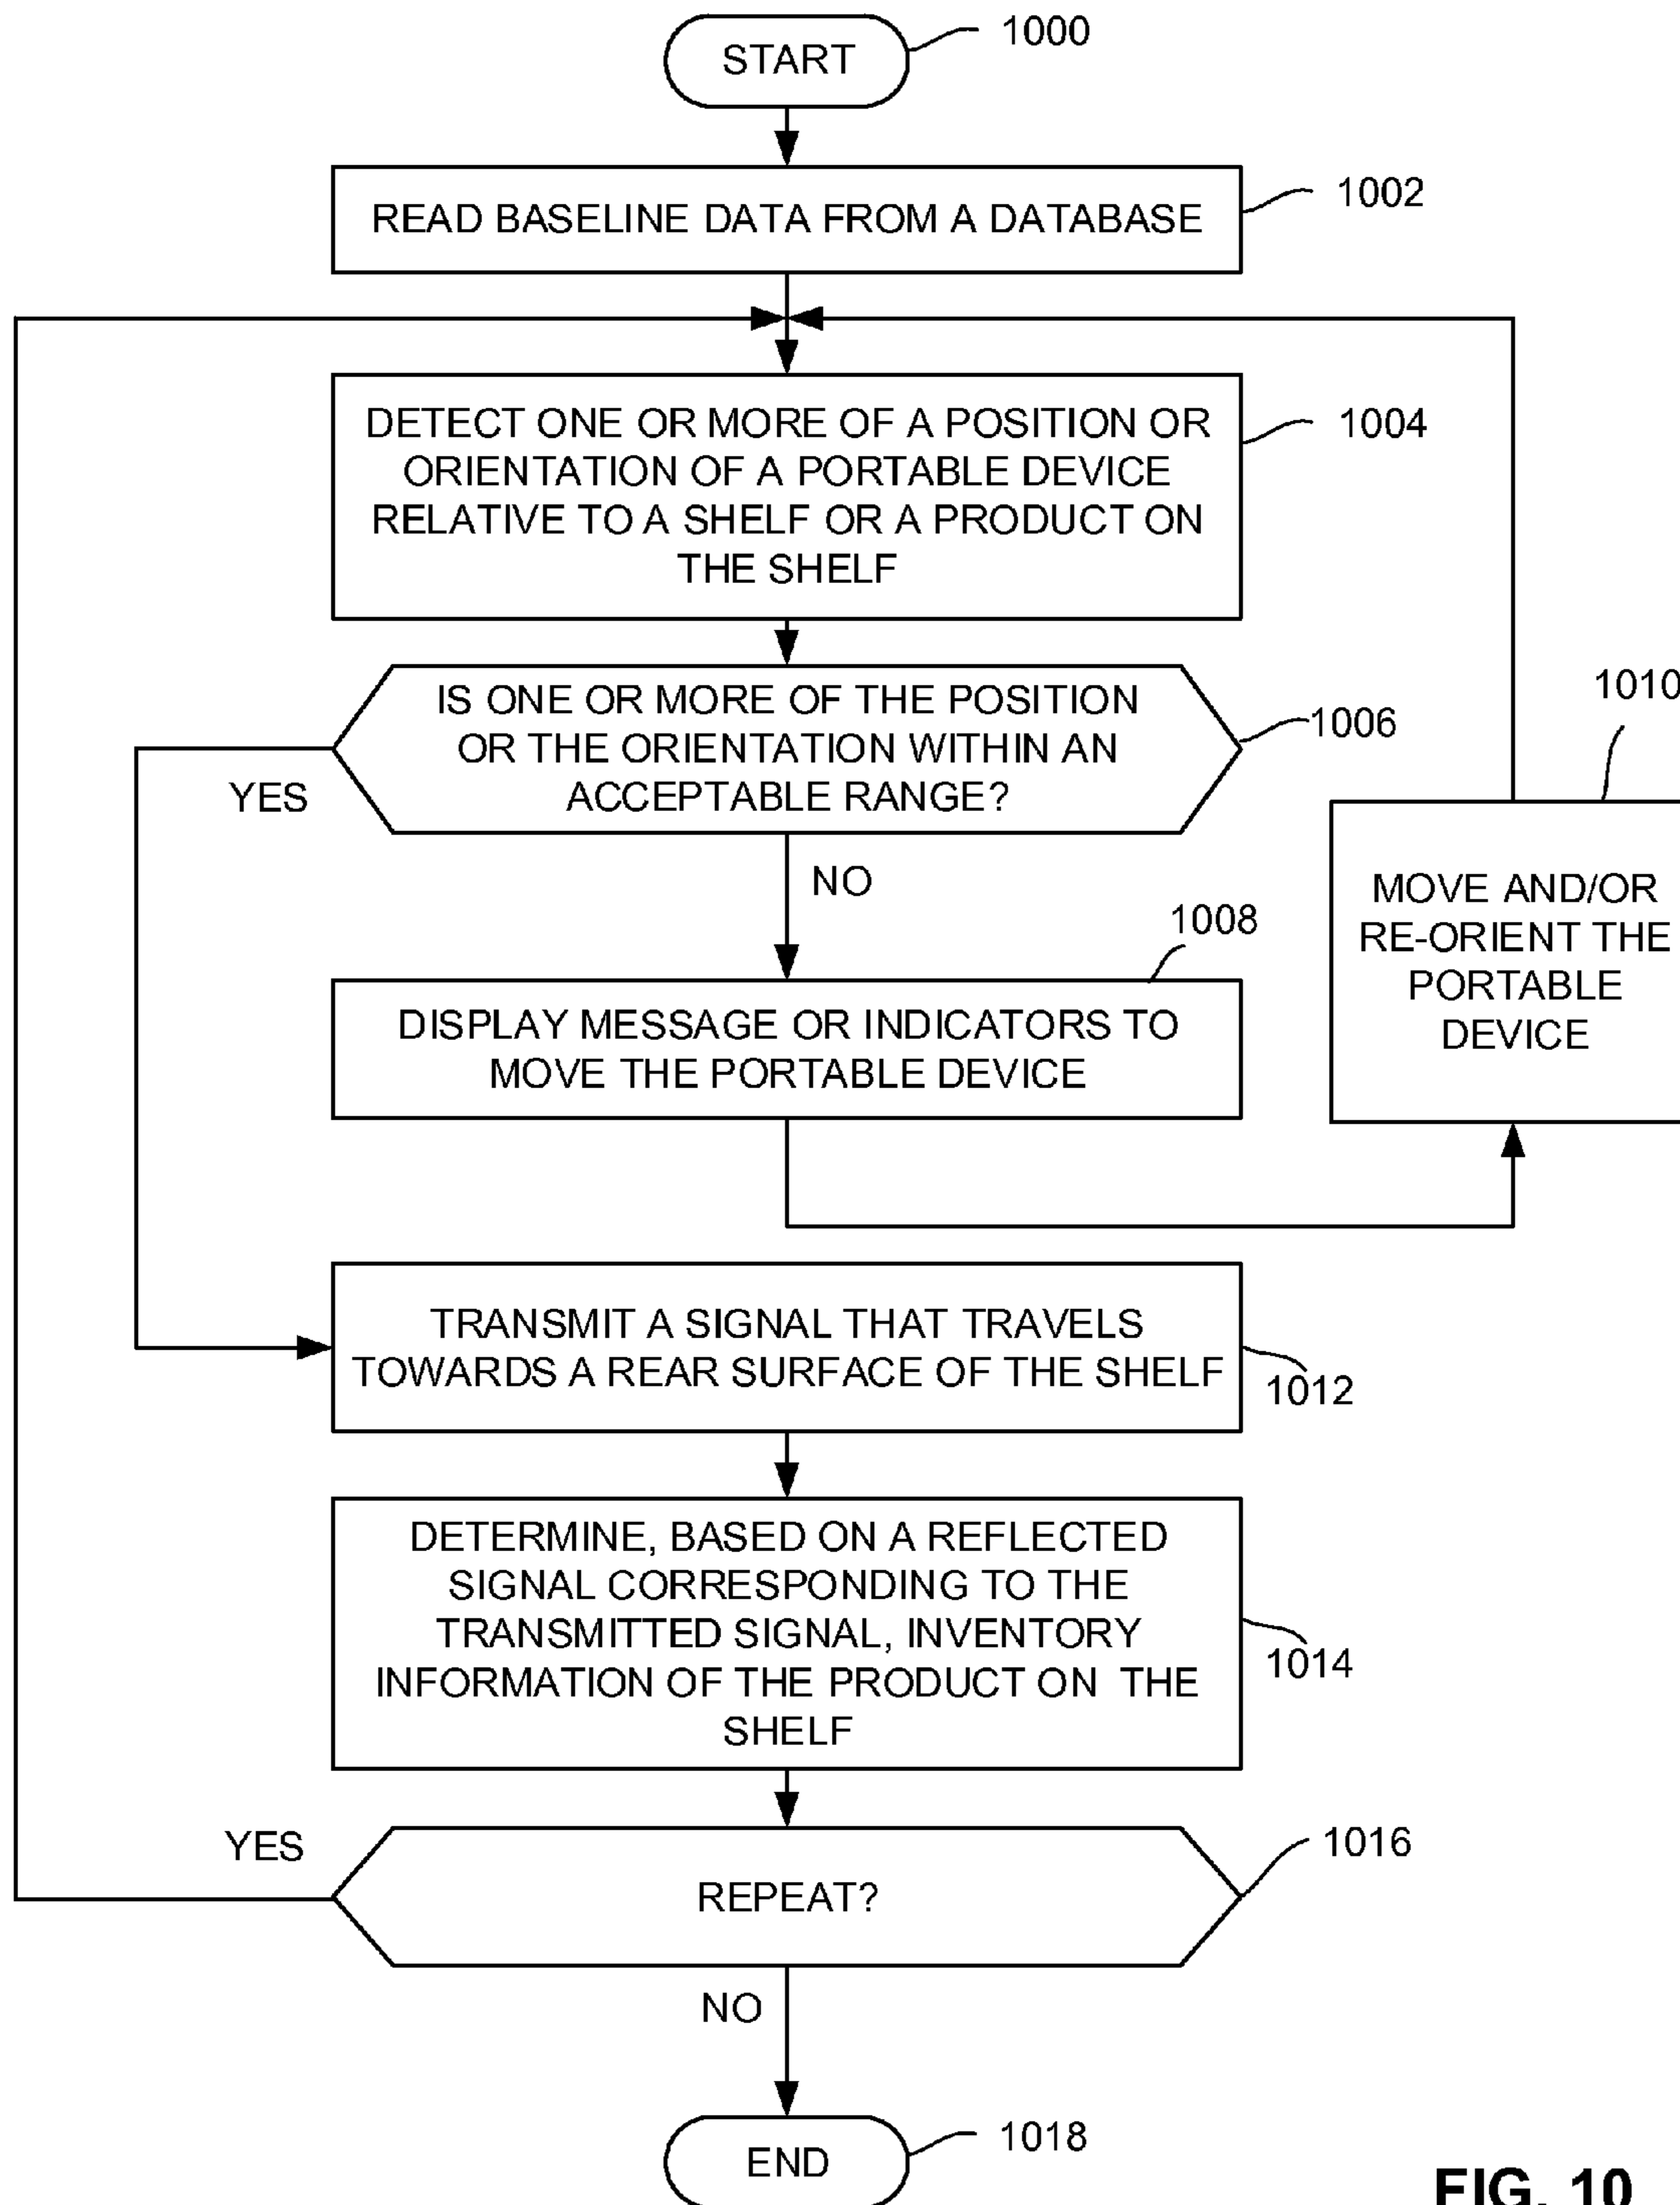 START
1000
READ BASELINE DATA FROM A DATABASE
1002
DETECT ONE OR MORE OF A POSITION OR
ORIENTATION OF A PORTABLE DEVICE
RELATIVE TO A SHELF OR A PRODUCT ON
THE SHELF
1004
IS ONE OR MORE OF THE POSITION
OR THE ORIENTATION WITHIN AN
ACCEPTABLE RANGE?
1006
YES
NO
1008
DISPLAY MESSAGE OR INDICATORS TO
MOVE THE PORTABLE DEVICE
1010
MOVE AND/OR
RE-ORIENT THE
PORTABLE
DEVICE
TRANSMIT A SIGNAL THAT TRAVELS
TOWARDS A REAR SURFACE OF THE SHELF
1012
DETERMINE, BASED ON A REFLECTED
SIGNAL CORRESPONDING TO THE
TRANSMITTED SIGNAL, INVENTORY
INFORMATION OF THE PRODUCT ON THE
SHELF
1014
YES
REPEAT?
1016
NO
END
1018
FIG. 10